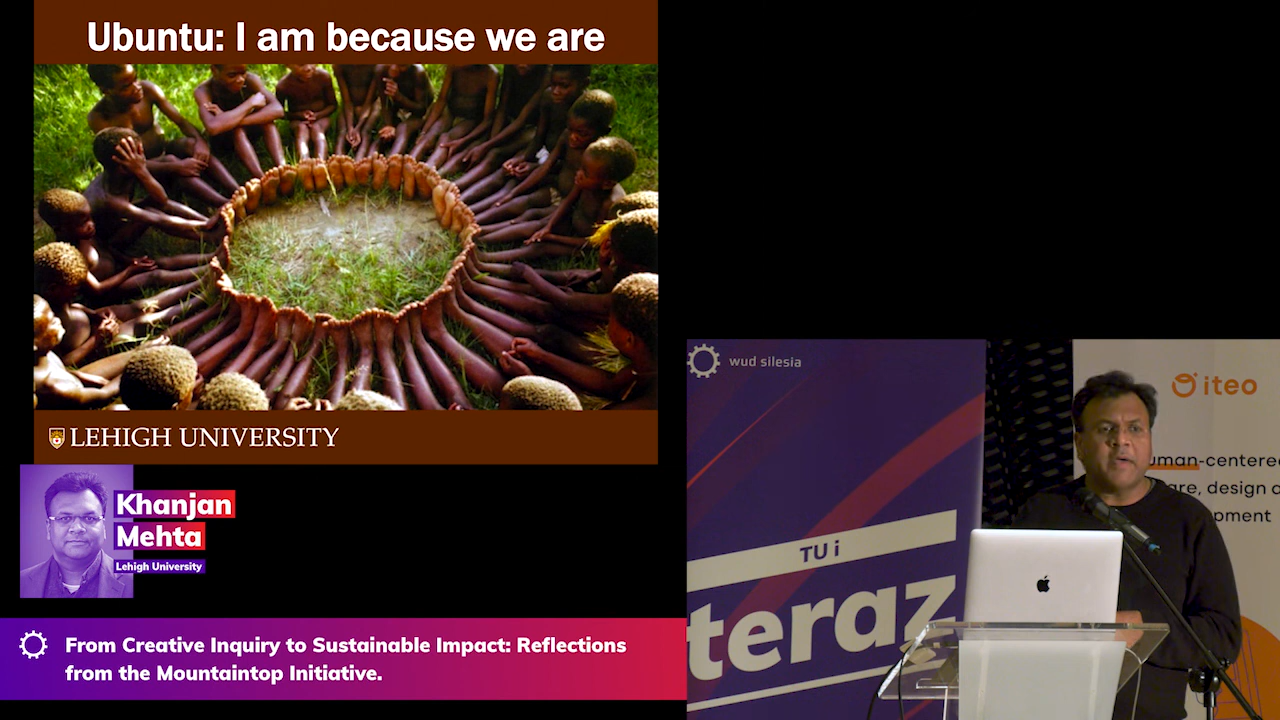 Ubuntu: I am because we are
LEHIGH UNIVERSITY
Khanjan
Mehta
Lehigh University
From Creative Inquiry to Sustainable Impact: Reflections
from the Mountaintop Initiative.
wud silesia
TU i
teraz
iteo
uman-centere
are, design a
pment